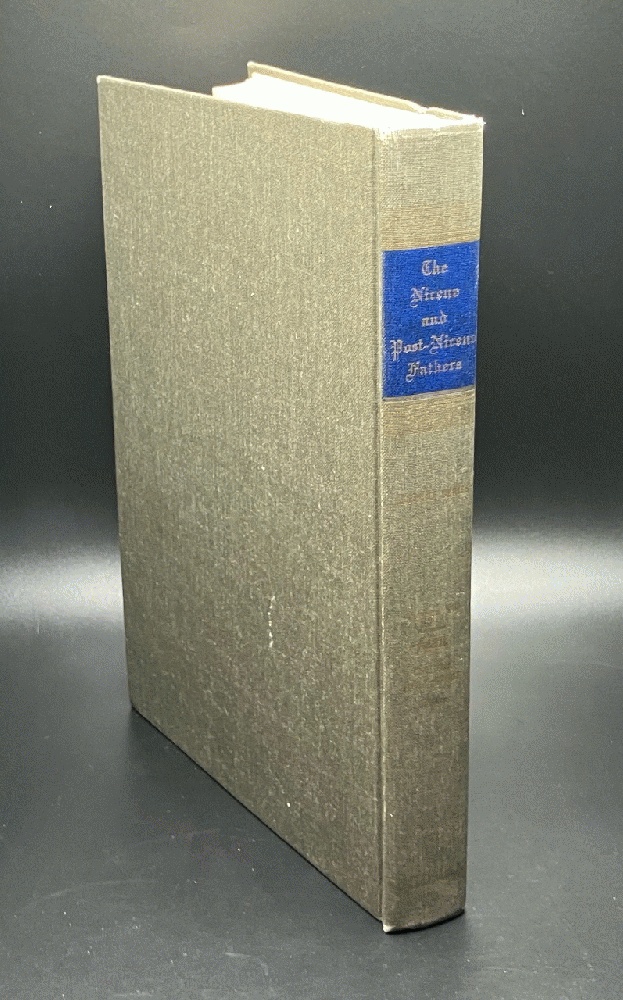 The
Nicene
and
Post-Nicene
Fathers